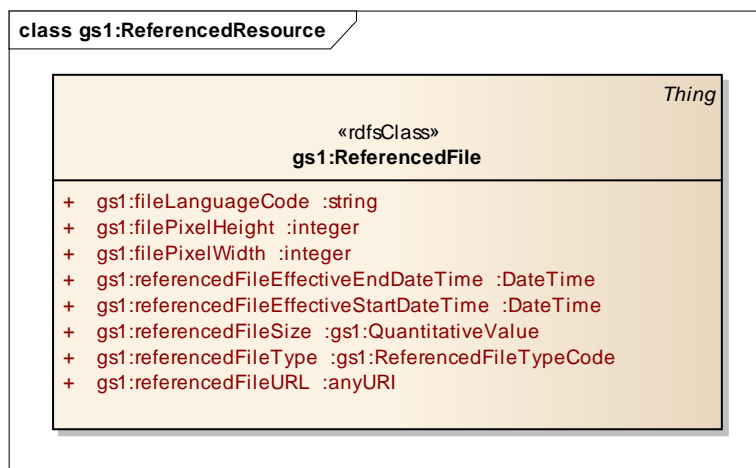 class gs1:ReferencedResource
Thing
«rdfsClass»
gs1:ReferencedFile
+ gs1:fileLanguageCode :string
+ gs1:filePixelHeight :integer
+ gs1:filePixelWidth :integer
+ gs1:referencedFileEffectiveEndDateTime :DateTime
+ gs1:referencedFileEffectiveStartDateTime :DateTime
+ gs1:referencedFileSize :gs1:QuantitativeValue
+ gs1:referencedFileType :gs1:ReferencedFileTypeCode
+ gs1:referencedFileURL :anyURI